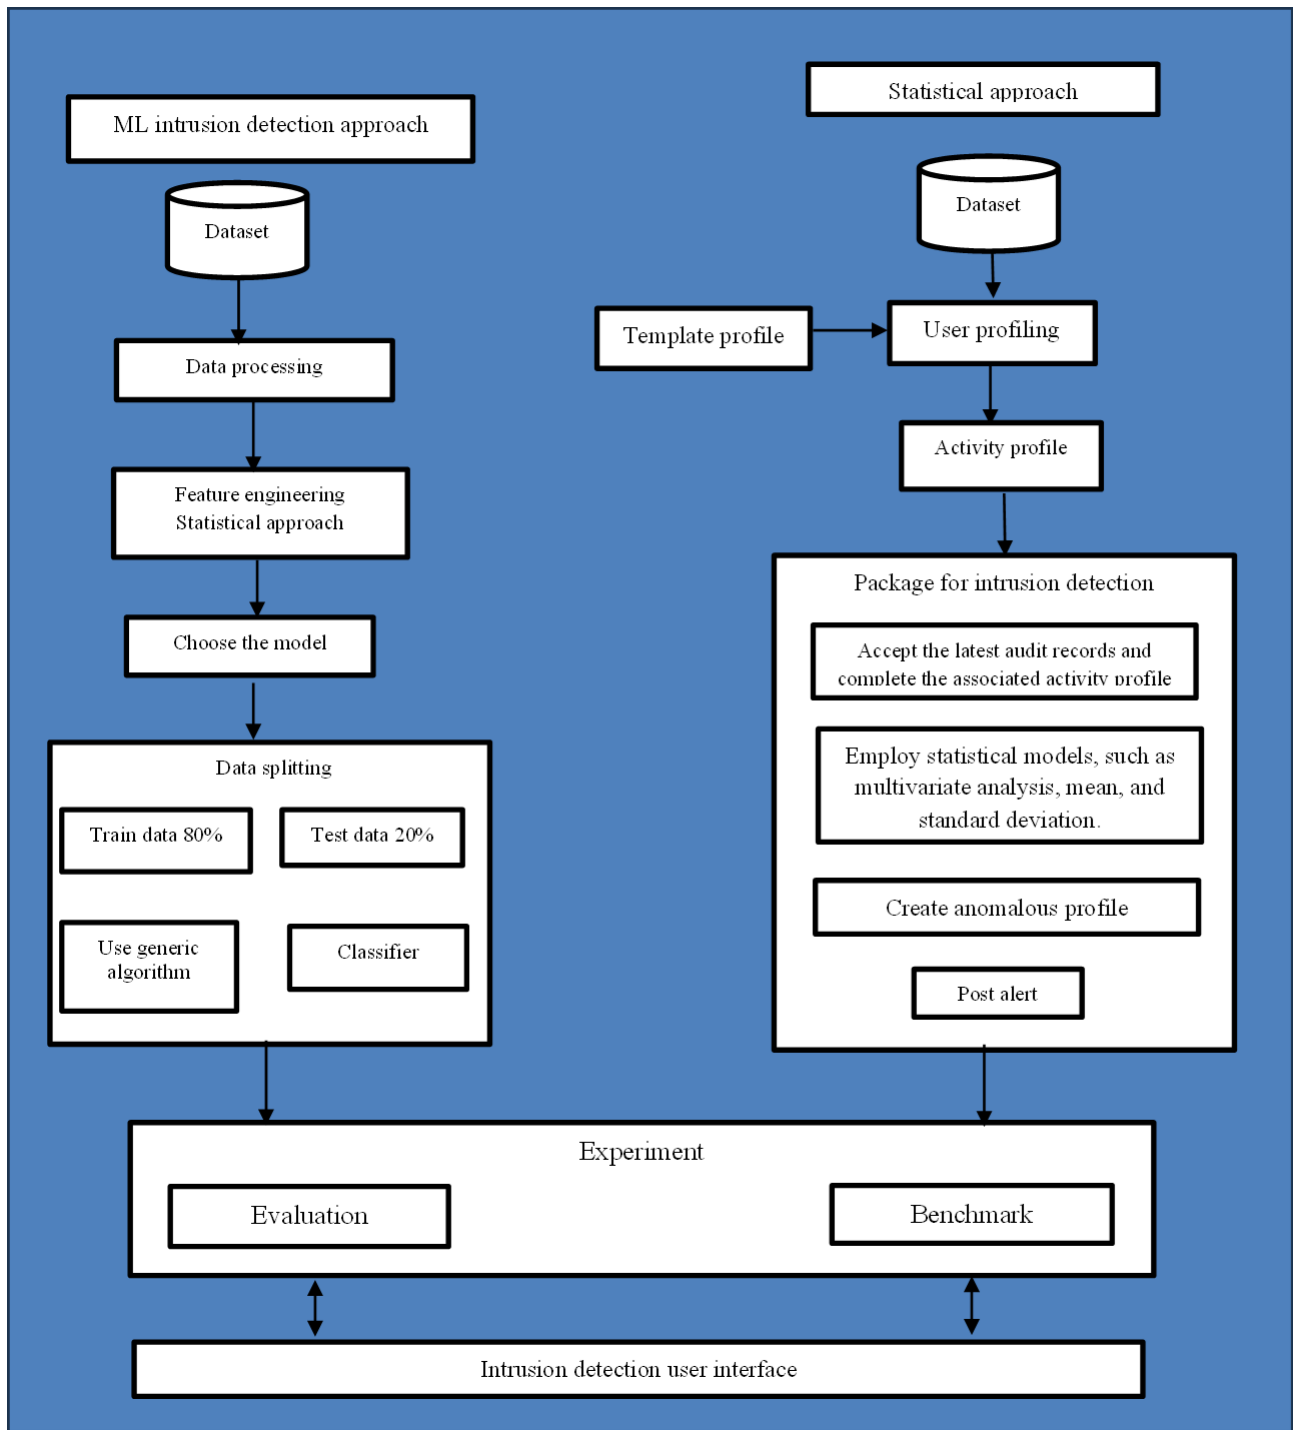 ML intrusion detection approach
Dataset
Data processing
Feature engineering
Statistical approach
Choose the model
Data splitting
Train data 80%
Test data 20%
Use generic
algorithm
Classifier
Statistical approach
Dataset
Template profile
User profiling
Activity profile
Package for intrusion detection
Accept the latest audit records and
complete the associated activity profile
Employ statistical models, such as
multivariate analysis, mean, and
standard deviation.
Create anomalous profile
Post alert
Experiment
Evaluation
Benchmark
Intrusion detection user interface